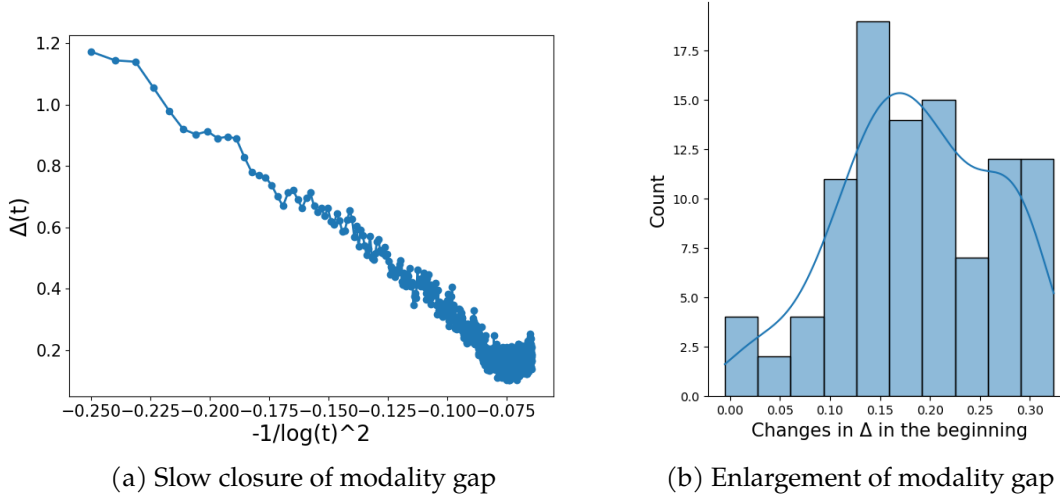 1.2
1.0
0.8
0.6
0.4
0.2
Δ(t)
−0.250−0.225−0.200−0.175−0.150−0.125−0.100−0.075
-1/log(t)^2
(a) Slow closure of modality gap
17.5
15.0
12.5
10.0
7.5
5.0
2.5
0.0
Count
0.00 0.05 0.10 0.15 0.20 0.25 0.30
Changes in Δ in the beginning
(b) Enlargement of modality gap